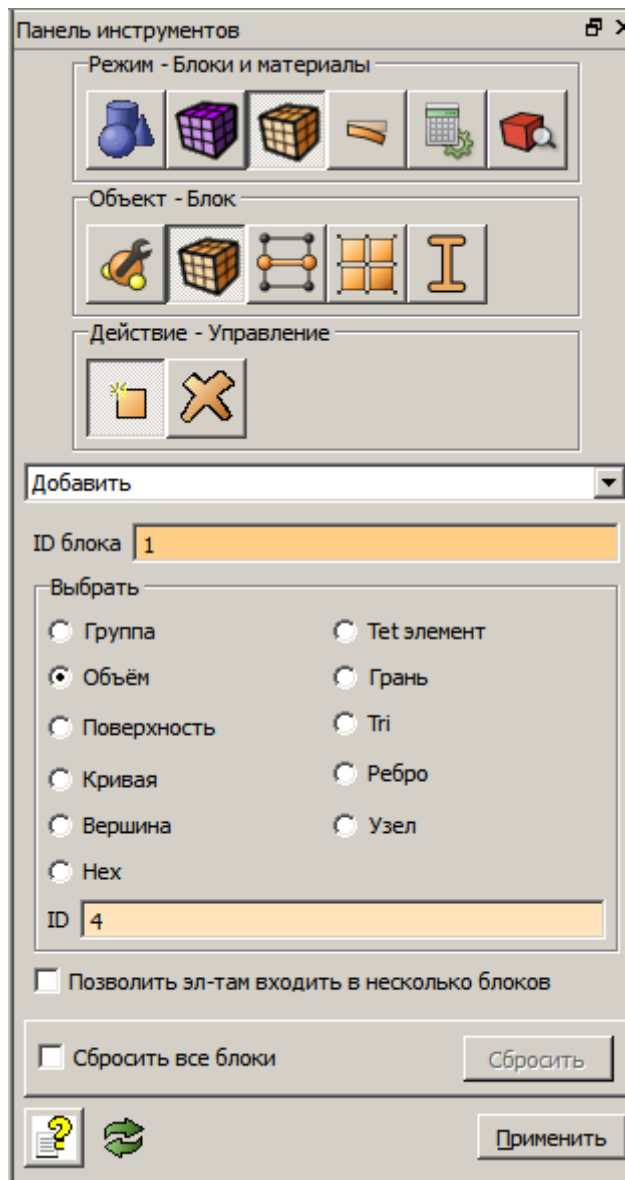 Панель инструментов
Режим - Блоки и материалы
Объект - Блок
Действие - Управление
Добавить
ID блока 1
Выбрать
Группа Tet элемент
Объём Грань
Поверхность Tri
Кривая Ребро
Вершина Узел
Hex
ID 4
Позволить эл-там входить в несколько блоков
Сбросить все блоки Сбросить
Применить